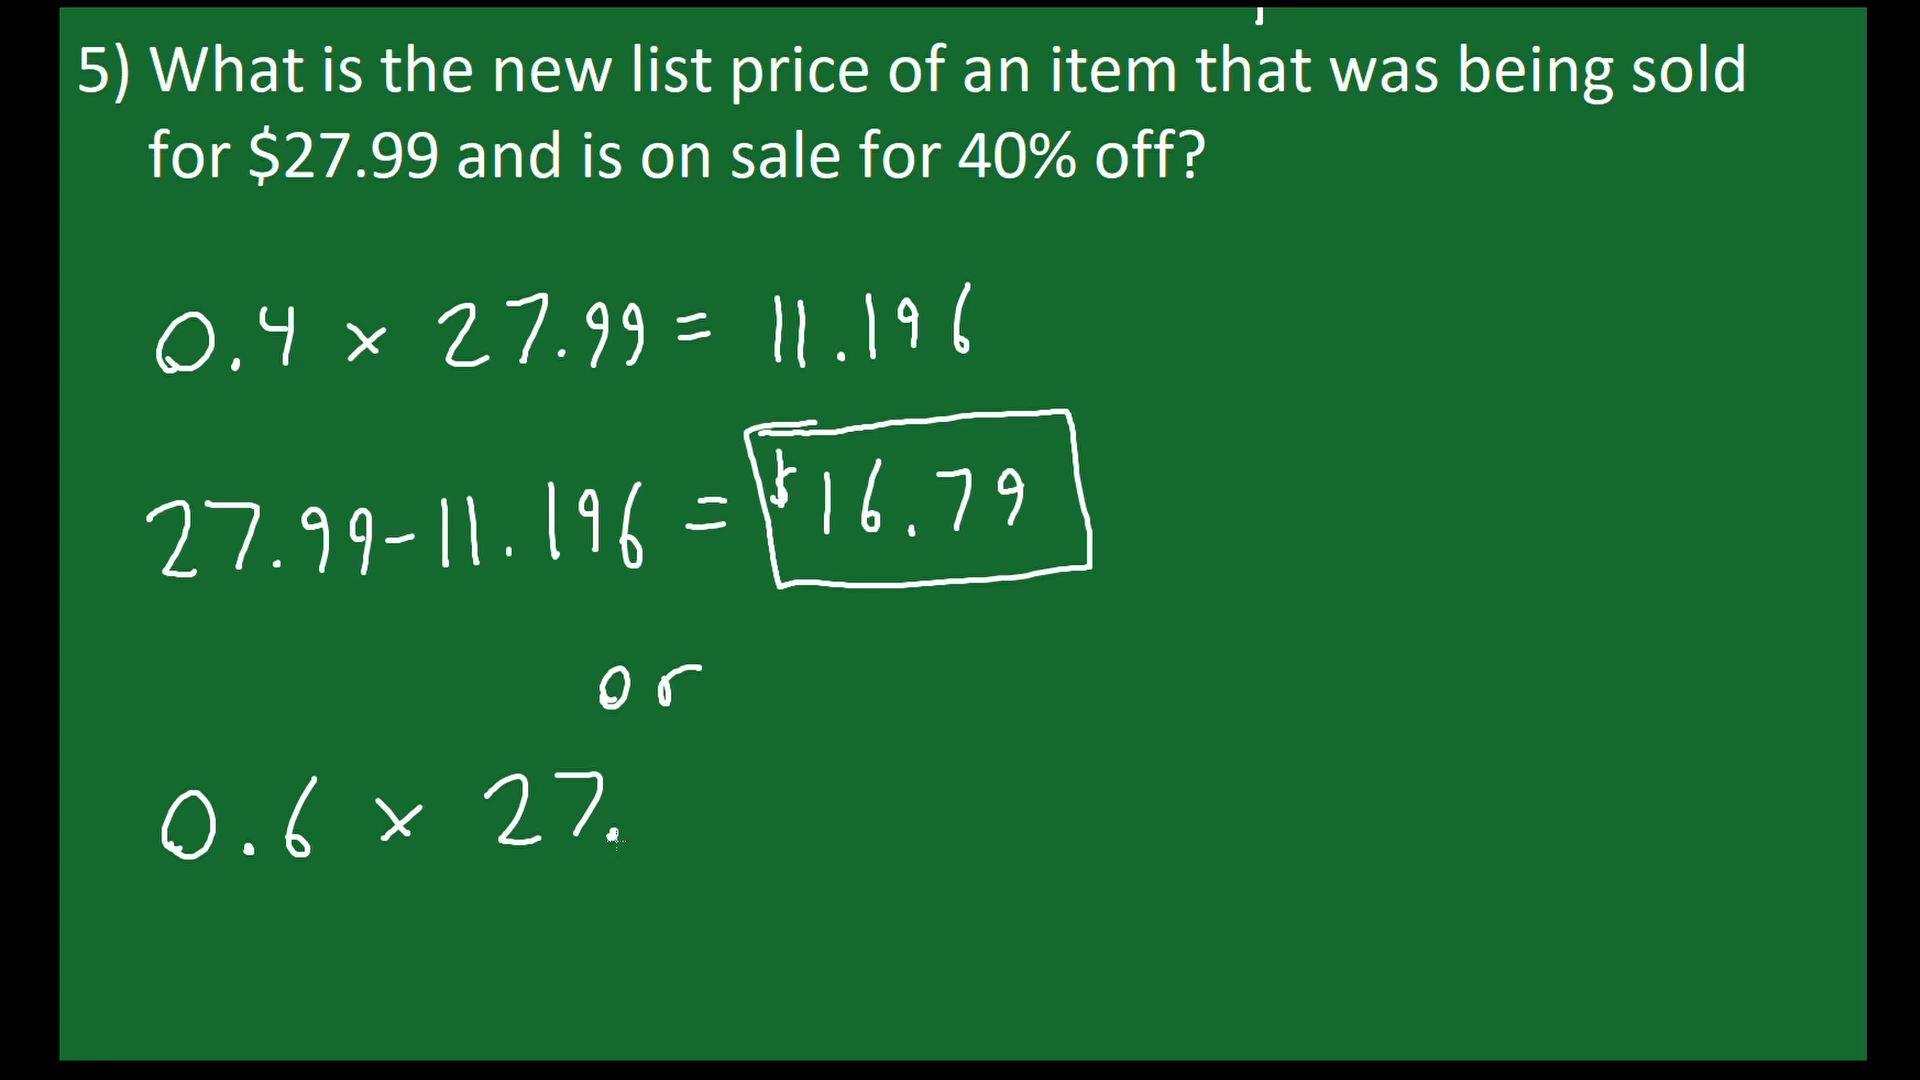 5) What is the new list price of an item that was being sold
for $27.99 and is on sale for 40% off?
0.4 × 27.99 = 11.196
27.99-11.196 = $16.79
or
0.6 × 27.